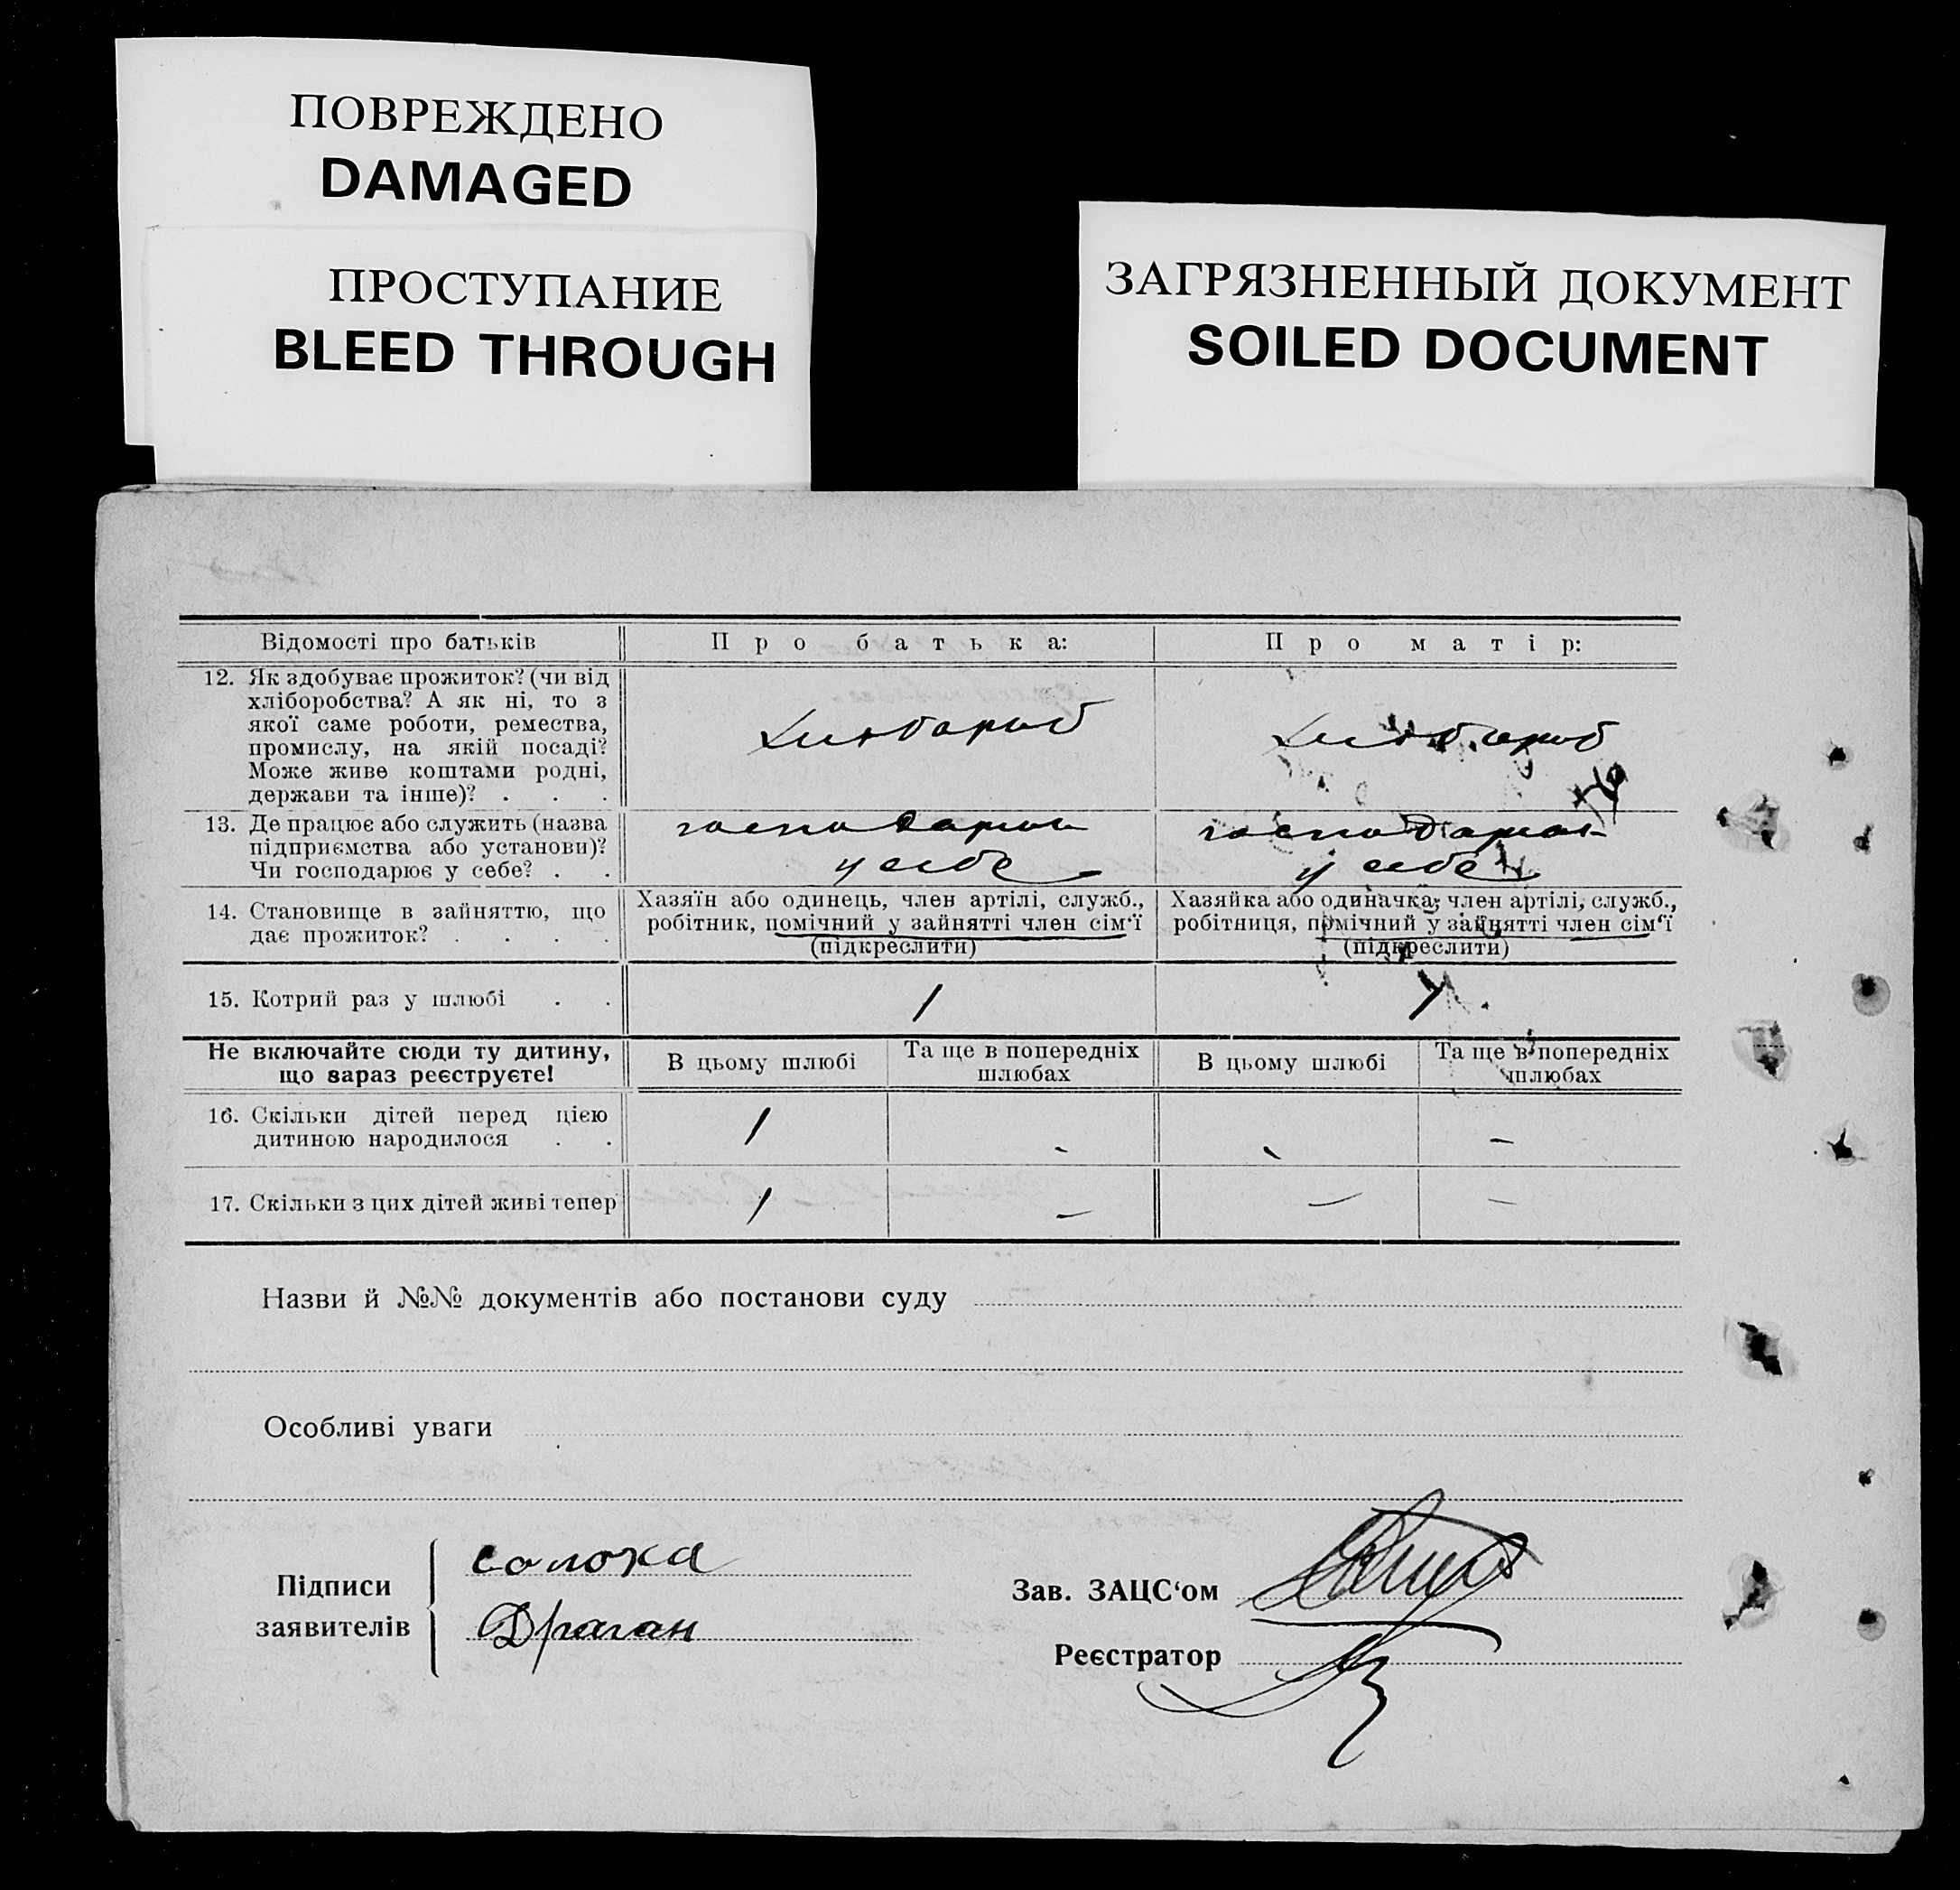 ПОВРЕЖДЕНО
DAMAGED
ПРОСТУПАНИЕ
BLEED THROUGH
ЗАГРЯЗНЕННЫЙ ДОКУМЕНТ
SOILED DOCUMENT
Відомості про батьків Про батька: Про матір:
12. Як здобуває прожиток? (чи від
хліборобства? А як ні, то з
якої саме роботи, ремества,
промислу, на якій посаді?
Може живе коштами родні,
держави та інше)? . . .
13. Де працює або служить (назва
підприємства або установи)?
Чи господарює у себе? . .
у себе
у себе
14. Становище в зайняттю, що
дає прожиток? . . . .
Хазяїн або одинець, член артілі, служб.,
робітник, помічний у зайнятті член сім‘ї
(підкреслити)
Хазяйка або одиначка, член артілі, служб.,
робітниця, помічний у зайнятті член сім‘ї
(підкреслити)
15. Котрий раз у шлюбі . . 1 1
Не включайте сюди ту дитину,
що зараз реєструєте!
В цьому шлюбі
Та ще в попередніх
шлюбах
В цьому шлюбі
Та ще в попередніх
шлюбах
16. Скільки дітей перед цією
дитиною народилося . .
1 - - -
17. Скільки з цих дітей живі тепер 1 - - -
Назви й №№ документів або постанови суду
Особливі уваги
Підписи
заявителів
Солоха
Драган
Зав. ЗАЦС‘ом
Реєстратор